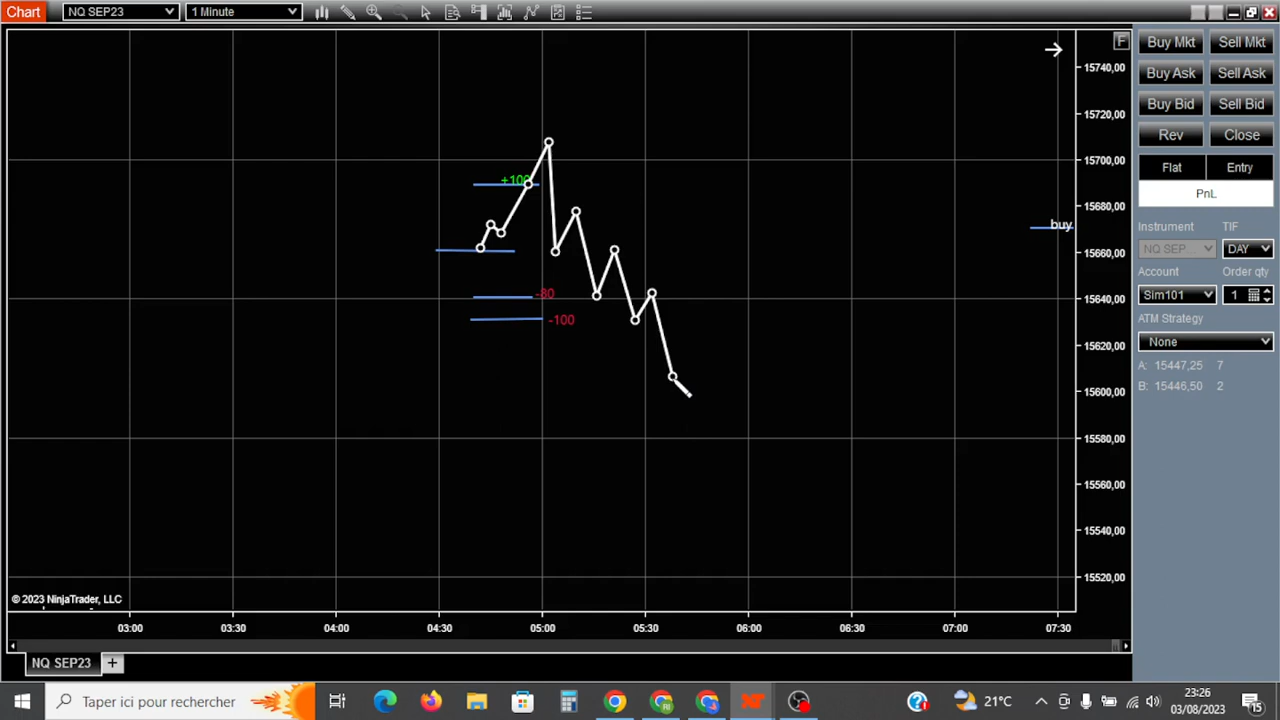 Chart
NQ SEP23
1 Minute
F
15740,00
15720,00
15700,00
15680,00
15660,00
15640,00
15620,00
15600,00
15580,00
15560,00
15540,00
15520,00
+100
-80
-100
buy
© 2023 NinjaTrader, LLC
03:00
03:30
04:00
04:30
05:00
05:30
06:00
06:30
07:00
07:30
NQ SEP23
+
Buy Mkt
Sell Mkt
Buy Ask
Sell Ask
Buy Bid
Sell Bid
Rev
Close
Flat
Entry
PnL
Instrument
TIF
NQ SEP...
DAY
Account
Order qty
Sim101
1
ATM Strategy
None
A: 15447,25 7
B: 15446,50 2
Taper ici pour rechercher
21°C
23:26
03/08/2023
15